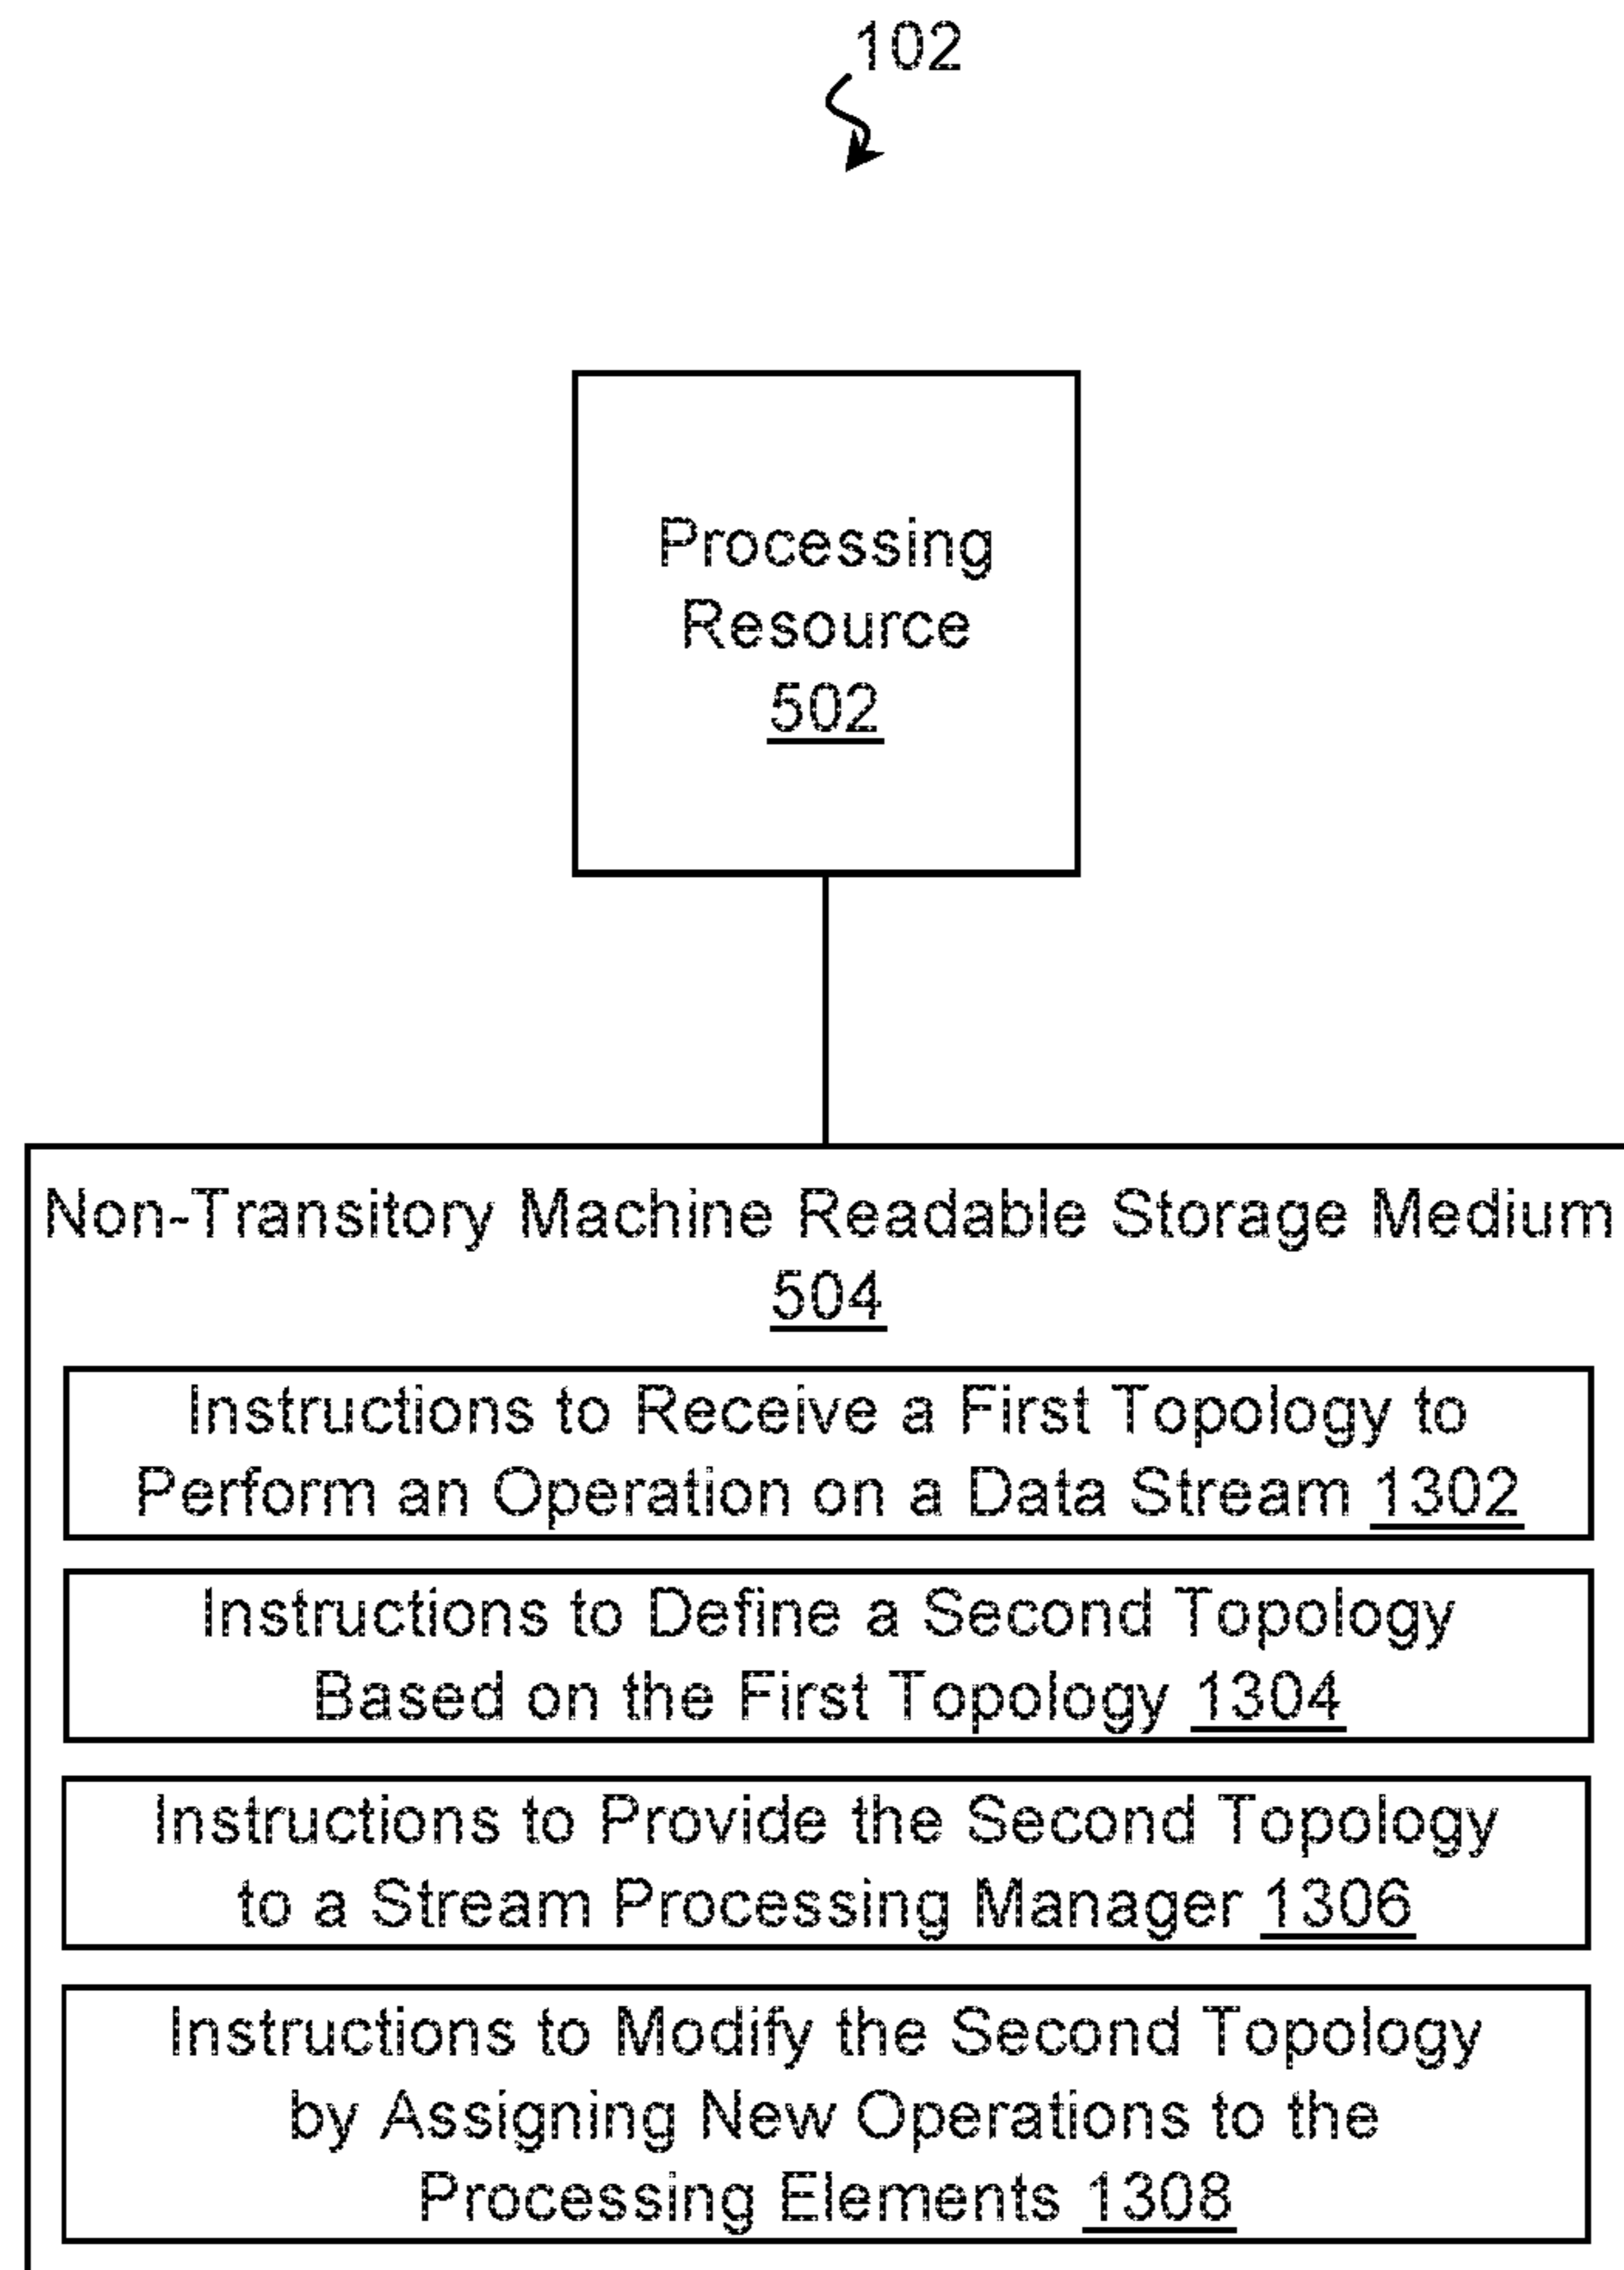 102
Processing
Resource
502
Non-Transitory Machine Readable Storage Medium
504
Instructions to Receive a First Topology to
Perform an Operation on a Data Stream 1302
Instructions to Define a Second Topology
Based on the First Topology 1304
Instructions to Provide the Second Topology
to a Stream Processing Manager 1306
Instructions to Modify the Second Topology
by Assigning New Operations to the
Processing Elements 1308